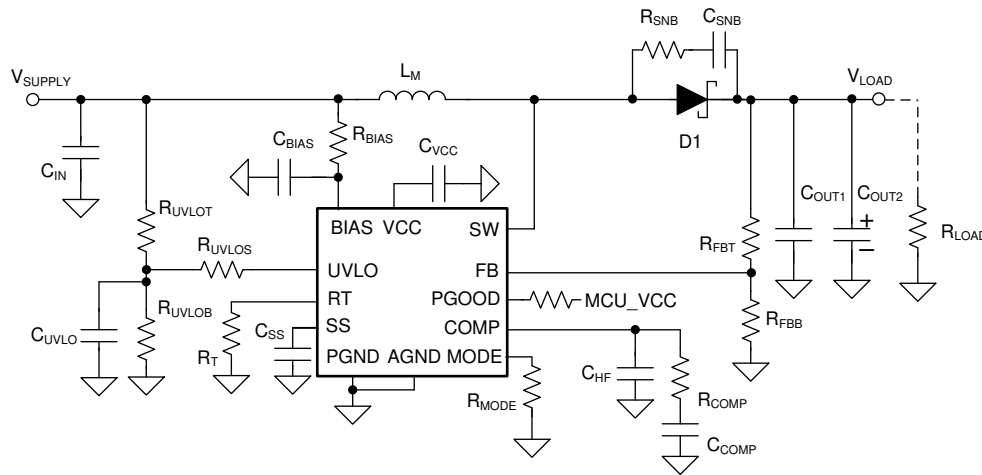 RSNB
CSNB
VSUPPLY
LM
VLOAD
D1
CBIAS
RBIAS
CVCC
CIN
RUVLOT
COUT1
COUT2
+
–
RLOAD
BIAS VCC
SW
RFBT
RUVLOS
UVLO
FB
RT
PGOOD
MCU_VCC
RUVLOB
CUVLO
RT
CSS
SS
COMP
RFBB
PGND AGND MODE
CHF
RCOMP
RMODE
CCOMP